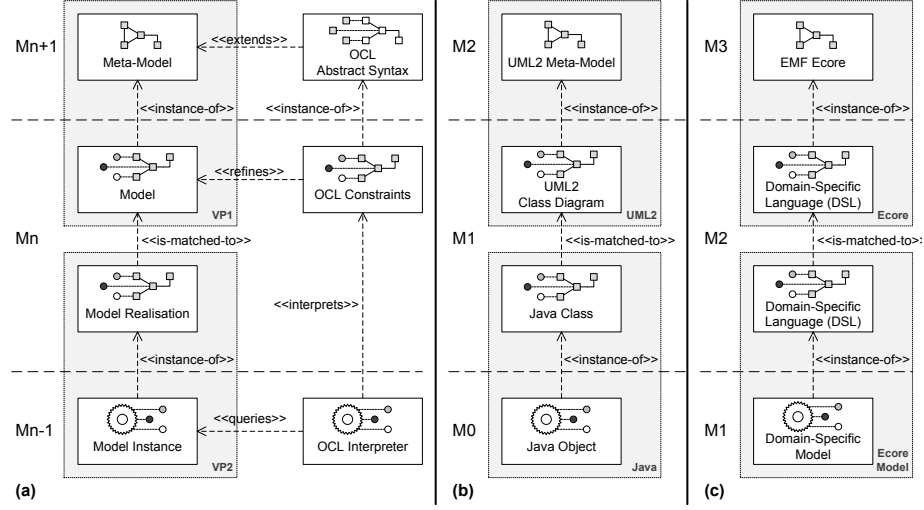 Mn+1
Meta-Model
<<extends>>
OCL
Abstract Syntax
<<instance-of>>
<<instance-of>>
Model
<<refines>>
OCL Constraints
VP1
Mn
<<is-matched-to>>
Model Realisation
<<interprets>>
<<instance-of>>
Mn-1
Model Instance
<<queries>>
OCL Interpreter
VP2
(a)
M2
UML2 Meta-Model
<<instance-of>>
UML2
Class Diagram
UML2
M1
<<is-matched-to>>
Java Class
<<instance-of>>
M0
Java Object
Java
(b)
M3
EMF Ecore
<<instance-of>>
Domain-Specific
Language (DSL)
Ecore
M2
<<is-matched-to>>
Domain-Specific
Language (DSL)
<<instance-of>>
M1
Domain-Specific
Model
Ecore
Model
(c)